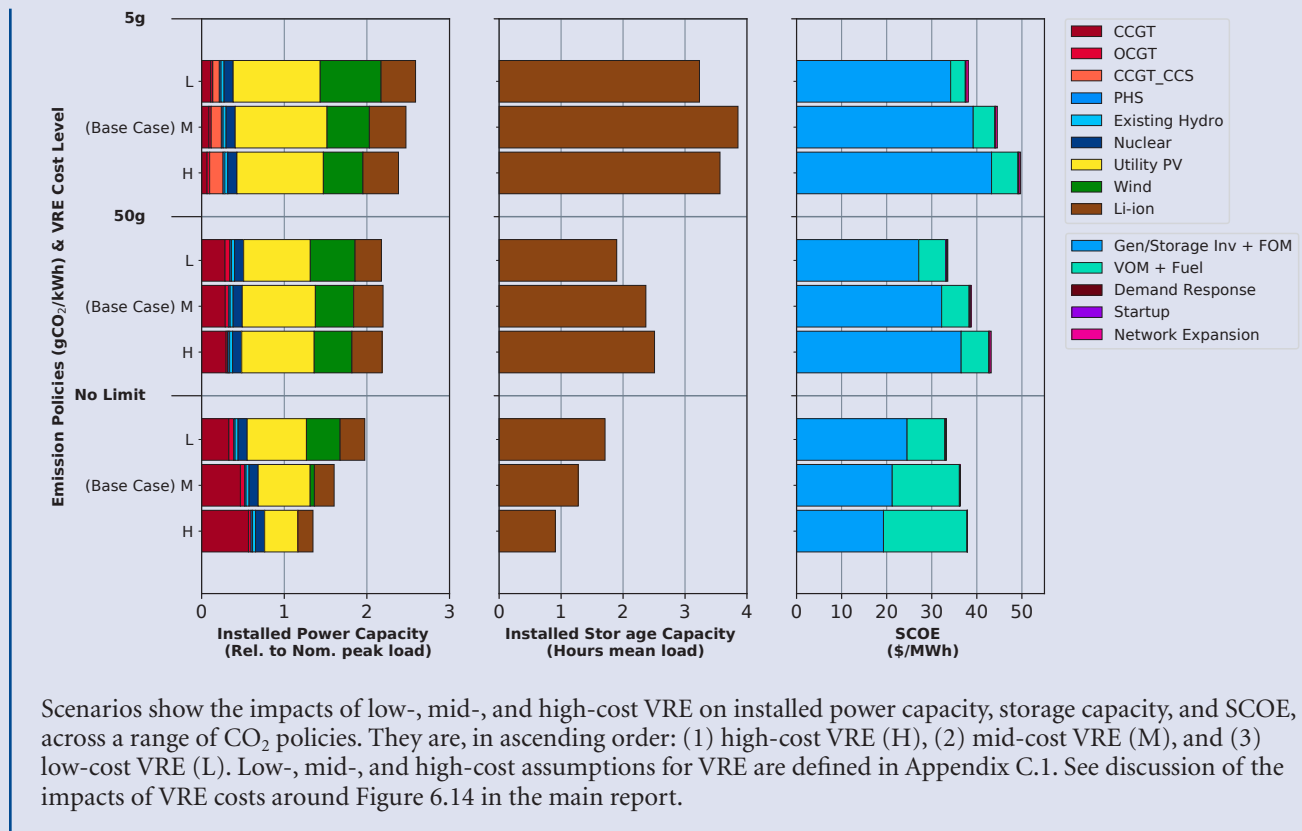 5g
L
(Base Case) M
H
50g
L
(Base Case) M
H
No Limit
L
(Base Case) M
H
Emission Policies (gCO₂/kWh) & VRE Cost Level
0 1 2 3
Installed Power Capacity
(Rel. to Nom. peak load)
0 1 2 3 4
Installed Stor age Capacity
(Hours mean load)
0 10 20 30 40 50
SCOE
($/MWh)
CCGT
OCGT
CCGT_CCS
PHS
Existing Hydro
Nuclear
Utility PV
Wind
Li-ion
Gen/Storage Inv + FOM
VOM + Fuel
Demand Response
Startup
Network Expansion
Scenarios show the impacts of low-, mid-, and high-cost VRE on installed power capacity, storage capacity, and SCOE,
across a range of CO₂ policies. They are, in ascending order: (1) high-cost VRE (H), (2) mid-cost VRE (M), and (3)
low-cost VRE (L). Low-, mid-, and high-cost assumptions for VRE are defined in Appendix C.1. See discussion of the
impacts of VRE costs around Figure 6.14 in the main report.